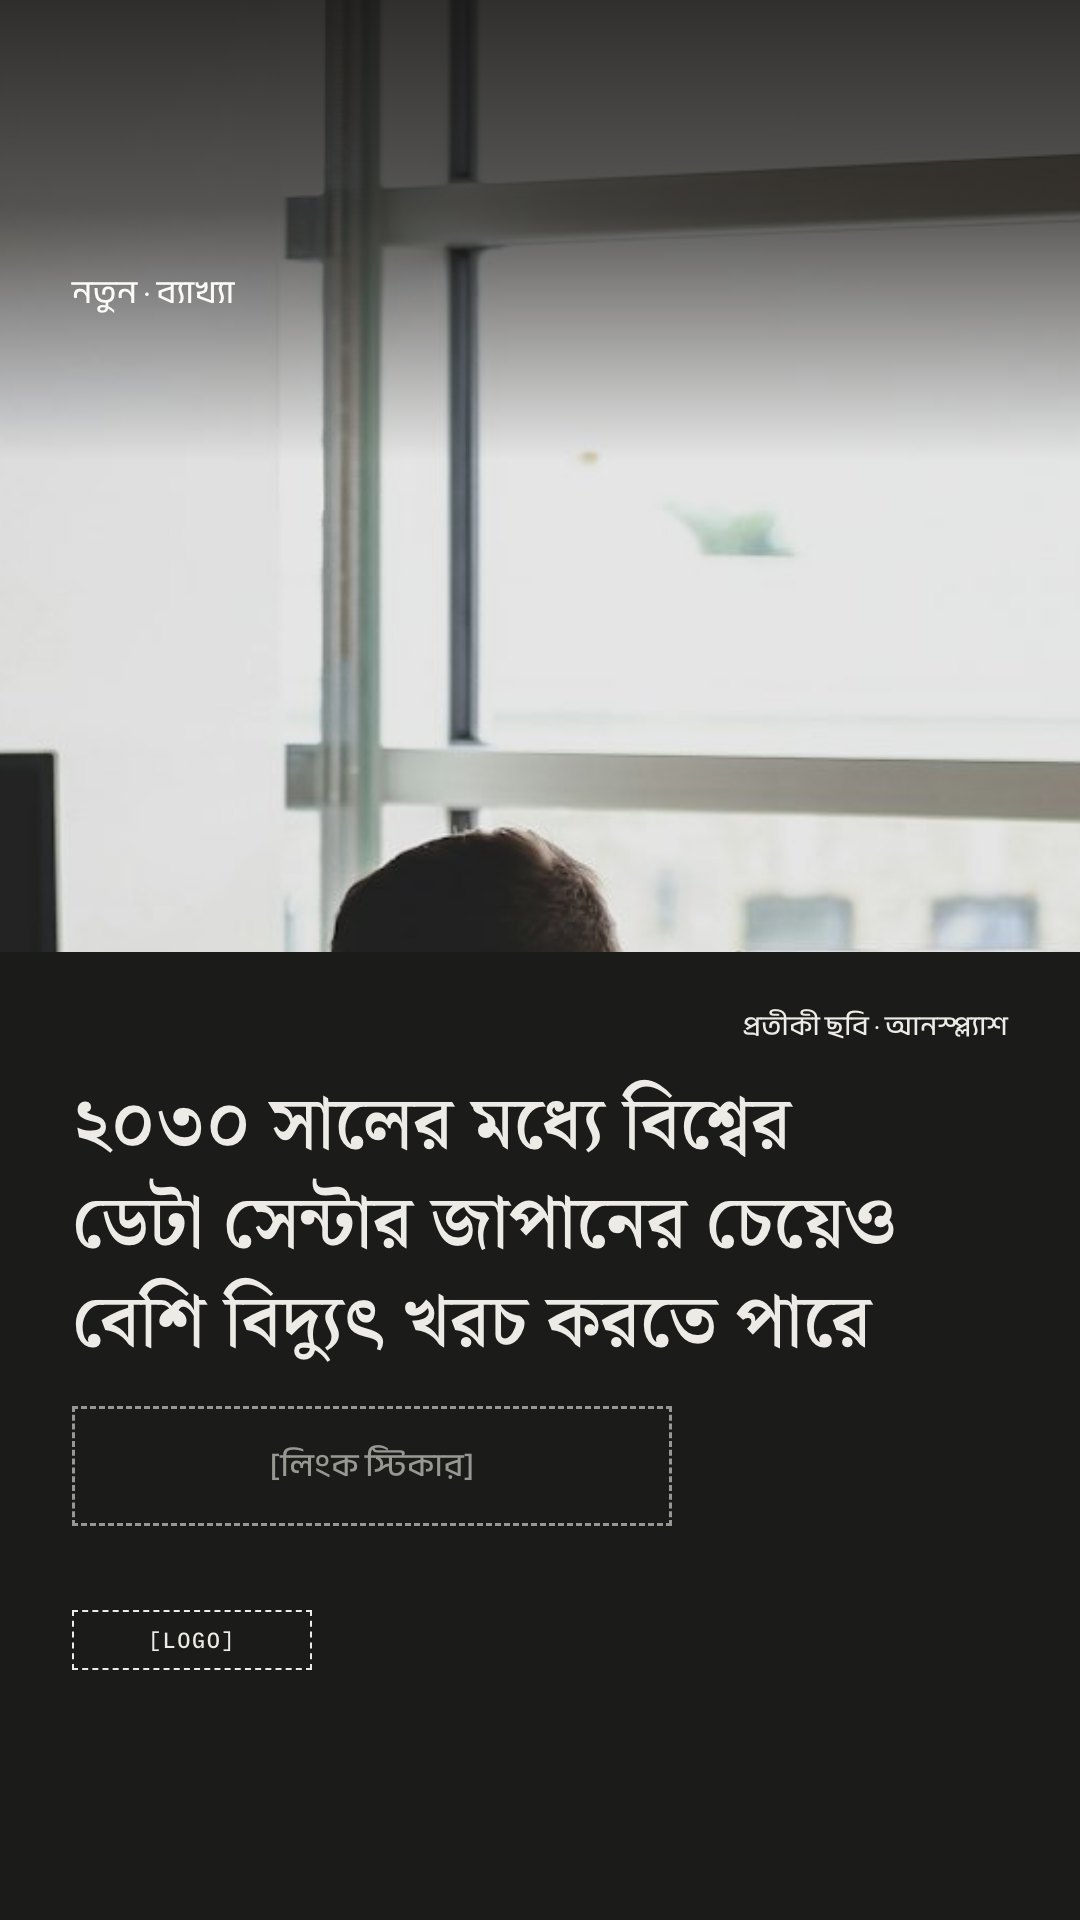 নতুন · ব্যাখ্যা
প্রতীকী ছবি · আনস্প্ল্যাশ
২০৩০ সালের মধ্যে বিশ্বের
ডেটা সেন্টার জাপানের চেয়েও
বেশি বিদ্যুৎ খরচ করতে পারে
[লিংক স্টিকার]
[LOGO]